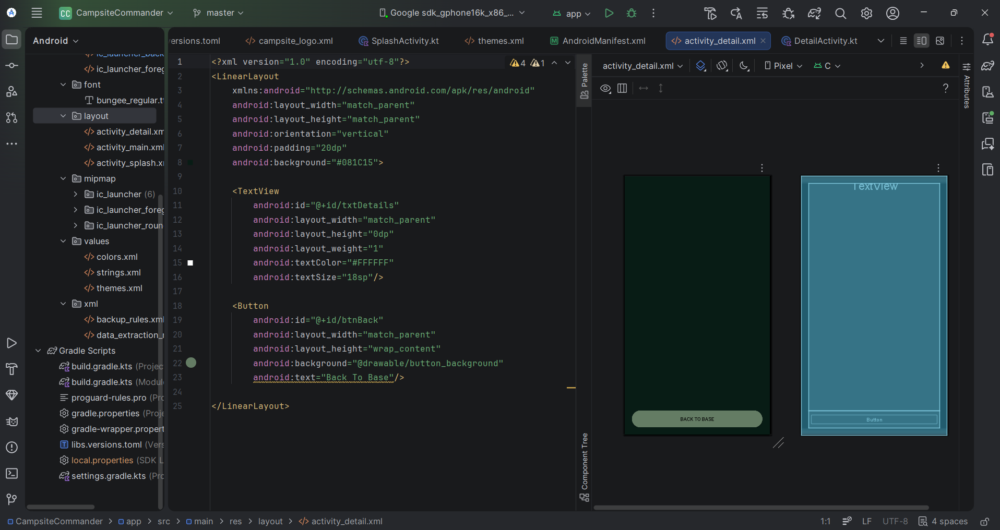 CC CampsiteCommander master Google sdk_gphone16k_x86_... app
Android
ersions.toml campsite_logo.xml SplashActivity.kt themes.xml AndroidManifest.xml activity_detail.xml DetailActivity.kt
ic_launcher_back
ic_launcher_foreg
font
bungee_regular.t
layout
activity_detail.xm
activity_main.xml
activity_splash.x
mipmap
ic_launcher (6)
ic_launcher_foreg
ic_launcher_roun
values
colors.xml
strings.xml
themes.xml
xml
backup_rules.xml
data_extraction_
Gradle Scripts
build.gradle.kts (Projec
build.gradle.kts (Modul
proguard-rules.pro (Pro
gradle.properties (Proje
gradle-wrapper.propert
libs.versions.toml (Vers
local.properties (SDK L
settings.gradle.kts (Pro
1 <?xml version="1.0" encoding="utf-8"?>
2 <LinearLayout
3 xmlns:android="http://schemas.android.com/apk/res/android"
4 android:layout_width="match_parent"
5 android:layout_height="match_parent"
6 android:orientation="vertical"
7 android:padding="20dp"
8 android:background="#081C15">
9
10 <TextView
11 android:id="@+id/txtDetails"
12 android:layout_width="match_parent"
13 android:layout_height="0dp"
14 android:layout_weight="1"
15 android:textColor="#FFFFFF"
16 android:textSize="18sp"/>
17
18 <Button
19 android:id="@+id/btnBack"
20 android:layout_width="match_parent"
21 android:layout_height="wrap_content"
22 android:background="@drawable/button_background"
23 android:text="Back To Base"/>
24
25 </LinearLayout>
4 1
Palette
Component Tree
activity_detail.xml Pixel C
Attributes
?
TextView
BACK TO BASE
Button
CampsiteCommander > app > src > main > res > layout > activity_detail.xml
1:1 LF UTF-8 4 spaces